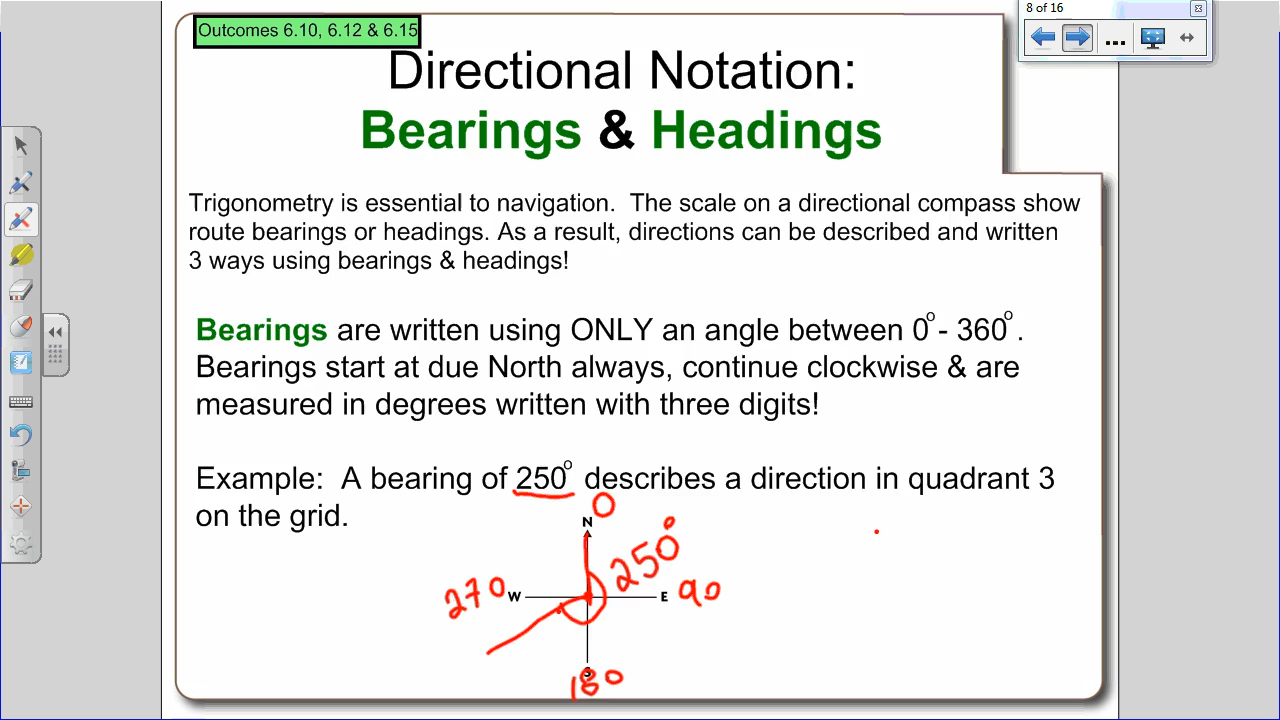 Outcomes 6.10, 6.12 & 6.15
8 of 16
Directional Notation:
Bearings & Headings
Trigonometry is essential to navigation. The scale on a directional compass show
route bearings or headings. As a result, directions can be described and written
3 ways using bearings & headings!
Bearings are written using ONLY an angle between 0° - 360°.
Bearings start at due North always, continue clockwise & are
measured in degrees written with three digits!
Example: A bearing of 250° describes a direction in quadrant 3
on the grid.
0
N
250°
270 W E 90
S
180